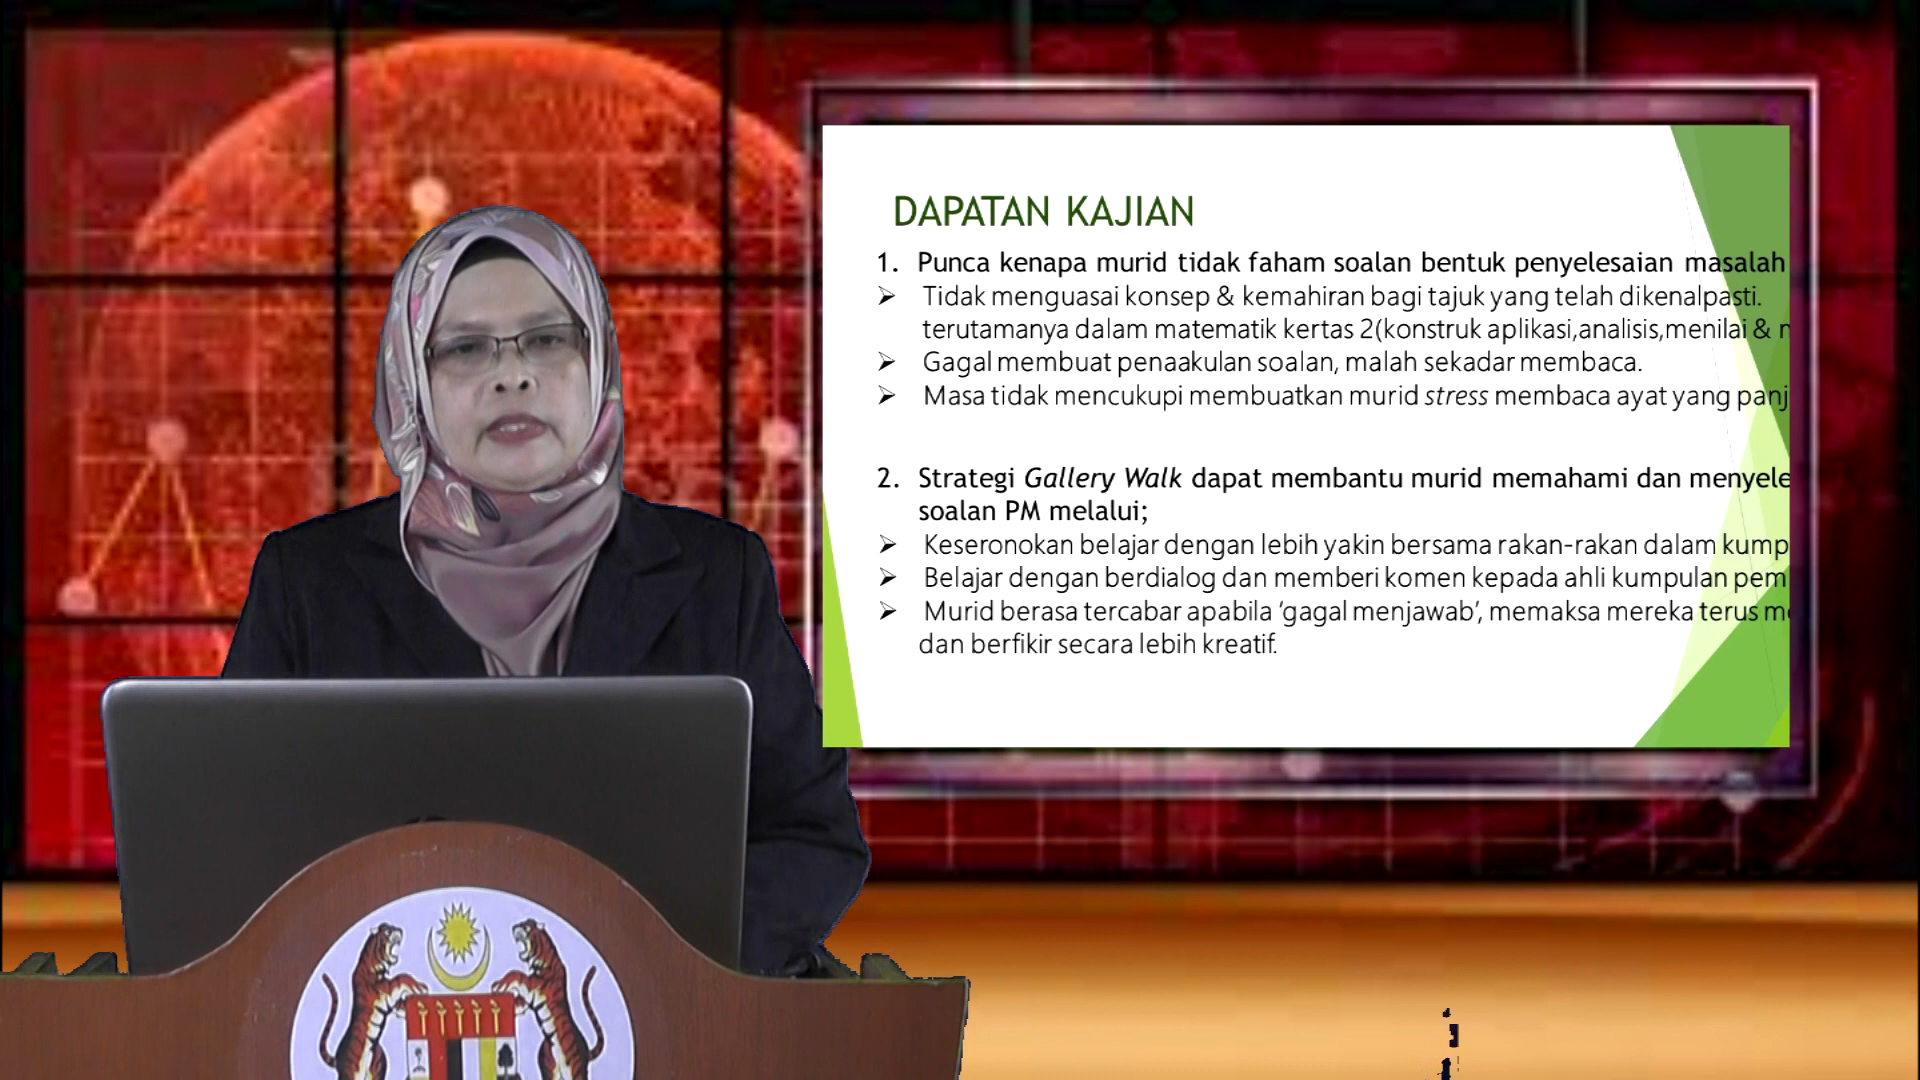 DAPATAN KAJIAN
1. Punca kenapa murid tidak faham soalan bentuk penyelesaian masalah
➢ Tidak menguasai konsep & kemahiran bagi tajuk yang telah dikenalpasti.
terutamanya dalam matematik kertas 2(konstruk aplikasi,analisis,menilai &
➢ Gagal membuat penaakulan soalan, malah sekadar membaca.
➢ Masa tidak mencukupi membuatkan murid stress membaca ayat yang panj
2. Strategi Gallery Walk dapat membantu murid memahami dan menyele
soalan PM melalui;
➢ Keseronokan belajar dengan lebih yakin bersama rakan-rakan dalam kump
➢ Belajar dengan berdialog dan memberi komen kepada ahli kumpulan pem
➢ Murid berasa tercabar apabila ‘gagal menjawab’, memaksa mereka terus
dan berfikir secara lebih kreatif.